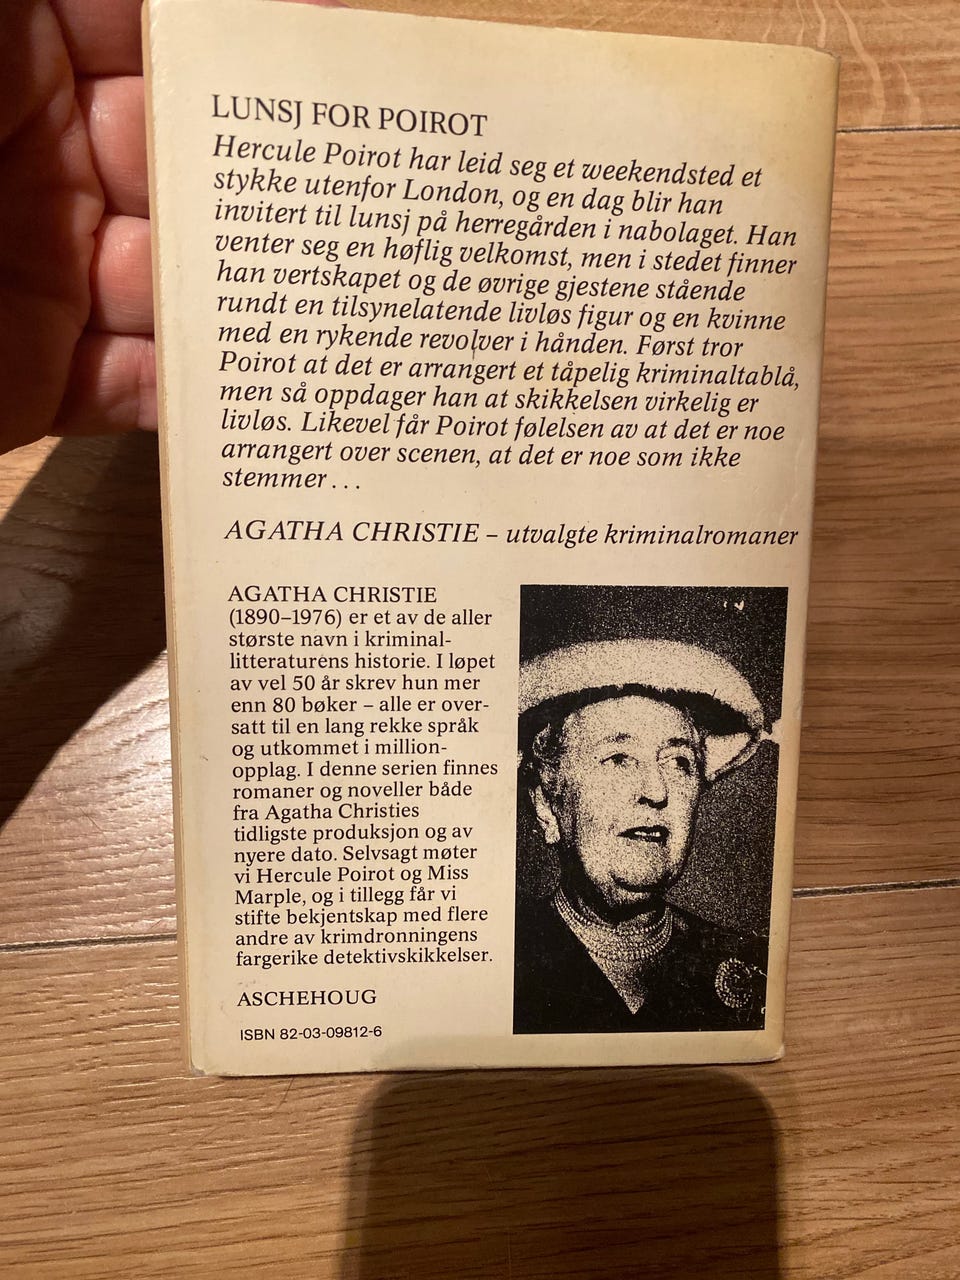 LUNSJ FOR POIROT
Hercule Poirot har leid seg et weekendsted et
stykke utenfor London, og en dag blir han
invitert til lunsj på herregården i nabolaget. Han
venter seg en høflig velkomst, men i stedet finner
han vertskapet og de øvrige gjestene stående
rundt en tilsynelatende livløs figur og en kvinne
med en rykende revolver i hånden. Først tror
Poirot at det er arrangert et tåpelig kriminaltablå,
men så oppdager han at skikkelsen virkelig er
livløs. Likevel får Poirot følelsen av at det er noe
arrangert over scenen, at det er noe som ikke
stemmer . . .
AGATHA CHRISTIE – utvalgte kriminalromaner
AGATHA CHRISTIE
(1890–1976) er et av de aller
største navn i kriminal-
litteraturens historie. I løpet
av vel 50 år skrev hun mer
enn 80 bøker – alle er over-
satt til en lang rekke språk
og utkommet i million-
opplag. I denne serien finnes
romaner og noveller både
fra Agatha Christies
tidligste produksjon og av
nyere dato. Selvsagt møter
vi Hercule Poirot og Miss
Marple, og i tillegg får vi
stifte bekjentskap med flere
andre av krimdronningens
fargerike detektivskikkelser.
ASCHEHOUG
ISBN 82-03-09812-6